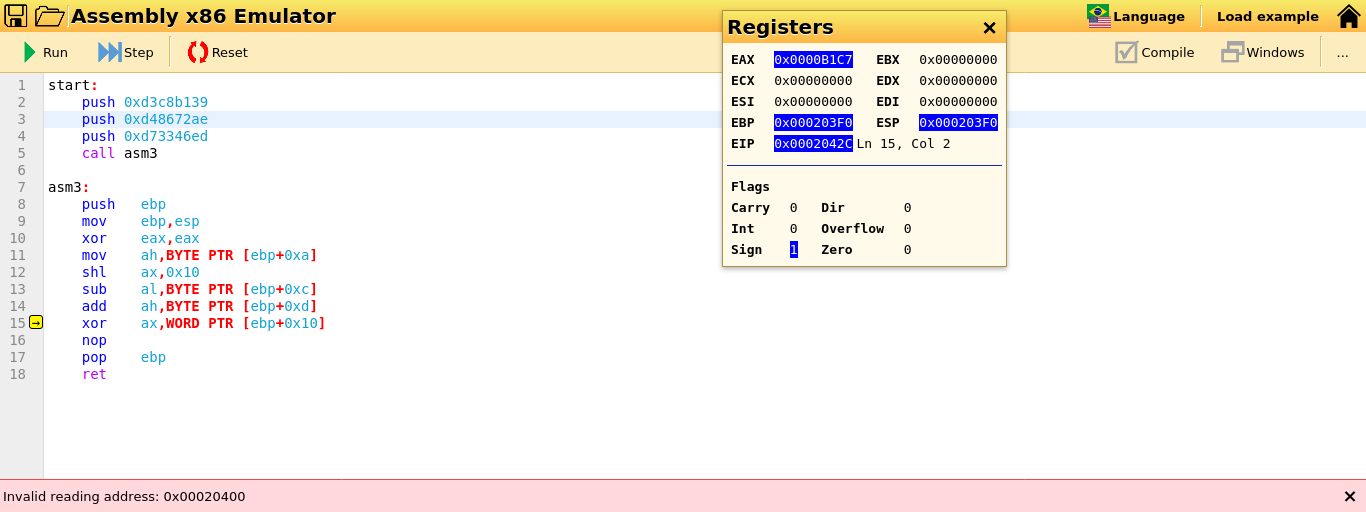 Assembly x86 Emulator
Language
Load example
Run
Step
Reset
Compile
Windows
...
1 start:
2 push 0xd3c8b139
3 push 0xd48672ae
4 push 0xd73346ed
5 call asm3
6
7 asm3:
8 push ebp
9 mov ebp,esp
10 xor eax,eax
11 mov ah,BYTE PTR [ebp+0xa]
12 shl ax,0x10
13 sub al,BYTE PTR [ebp+0xc]
14 add ah,BYTE PTR [ebp+0xd]
15 xor ax,WORD PTR [ebp+0x10]
16 nop
17 pop ebp
18 ret
Registers
EAX 0x0000B1C7 EBX 0x00000000
ECX 0x00000000 EDX 0x00000000
ESI 0x00000000 EDI 0x00000000
EBP 0x000203F0 ESP 0x000203F0
EIP 0x0002042C Ln 15, Col 2
Flags
Carry 0 Dir 0
Int 0 Overflow 0
Sign 1 Zero 0
Invalid reading address: 0x00020400